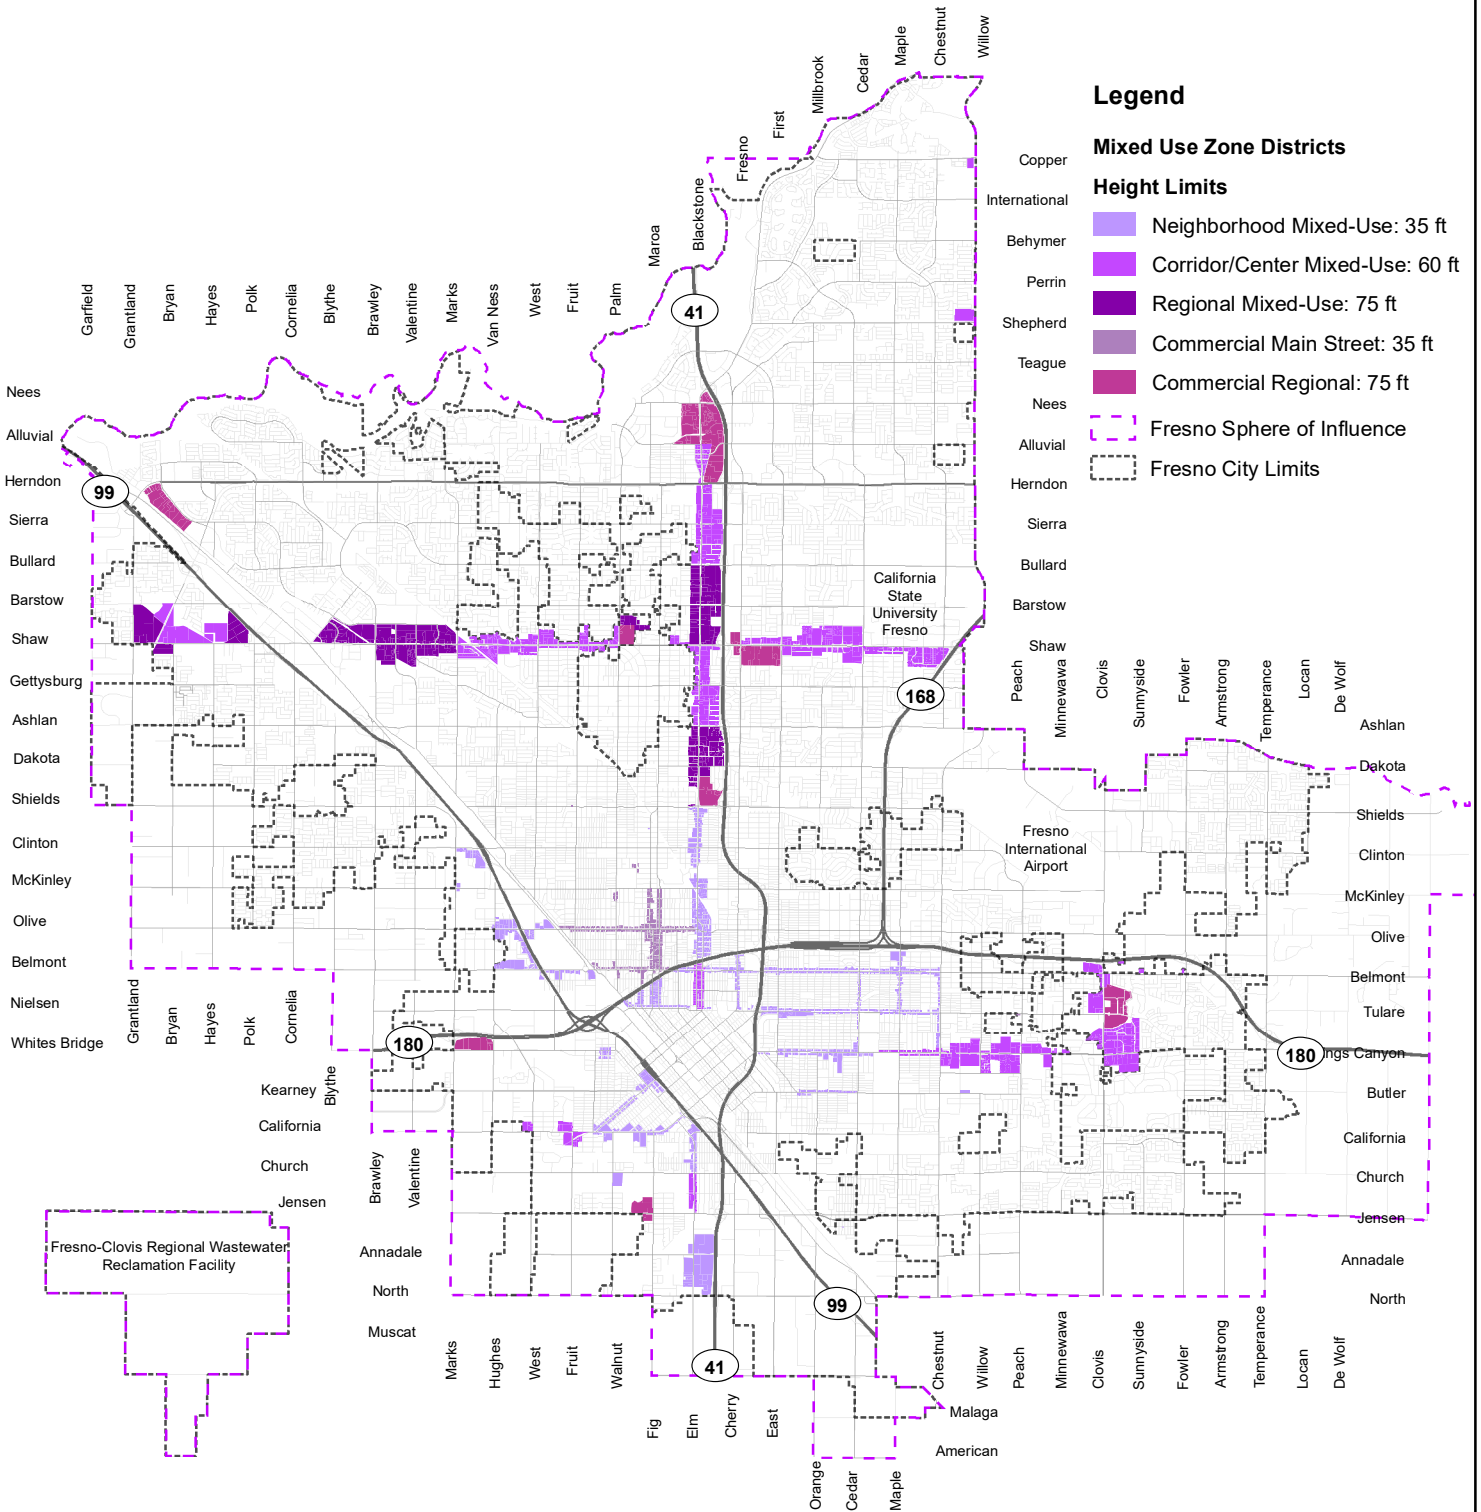 Legend
Mixed Use Zone Districts
Height Limits
Neighborhood Mixed-Use: 35 ft
Corridor/Center Mixed-Use: 60 ft
Regional Mixed-Use: 75 ft
Commercial Main Street: 35 ft
Commercial Regional: 75 ft
Fresno Sphere of Influence
Fresno City Limits
Garfield
Grantland
Bryan
Hayes
Polk
Cornelia
Blythe
Brawley
Valentine
Marks
Van Ness
West
Fruit
Palm
Maroa
Blackstone
Fresno
First
Millbrook
Cedar
Maple
Chestnut
Willow
Copper
International
Behymer
Perrin
Shepherd
Teague
Nees
Alluvial
Herndon
Sierra
Bullard
Barstow
Shaw
Nees
Alluvial
Herndon
Sierra
Bullard
Barstow
Shaw
Gettysburg
Ashlan
Dakota
Shields
Clinton
McKinley
Olive
Belmont
Nielsen
Whites Bridge
Kearney
California
Church
Jensen
Annadale
North
Muscat
41
99
168
180
180
99
41
California
State
University
Fresno
Fresno
International
Airport
Peach
Minnewawa
Clovis
Sunnyside
Fowler
Armstrong
Temperance
Locan
De Wolf
Ashlan
Dakota
Shields
Clinton
McKinley
Olive
Belmont
Tulare
ngs Canyon
Butler
California
Church
Jensen
Annadale
North
Grantland
Bryan
Hayes
Polk
Cornelia
Blythe
Brawley
Valentine
Fresno-Clovis Regional Wastewater
Reclamation Facility
Marks
Hughes
West
Fruit
Walnut
Fig
Elm
Cherry
East
Orange
Cedar
Maple
Chestnut
Willow
Peach
Minnewawa
Clovis
Sunnyside
Fowler
Armstrong
Temperance
Locan
De Wolf
Malaga
American